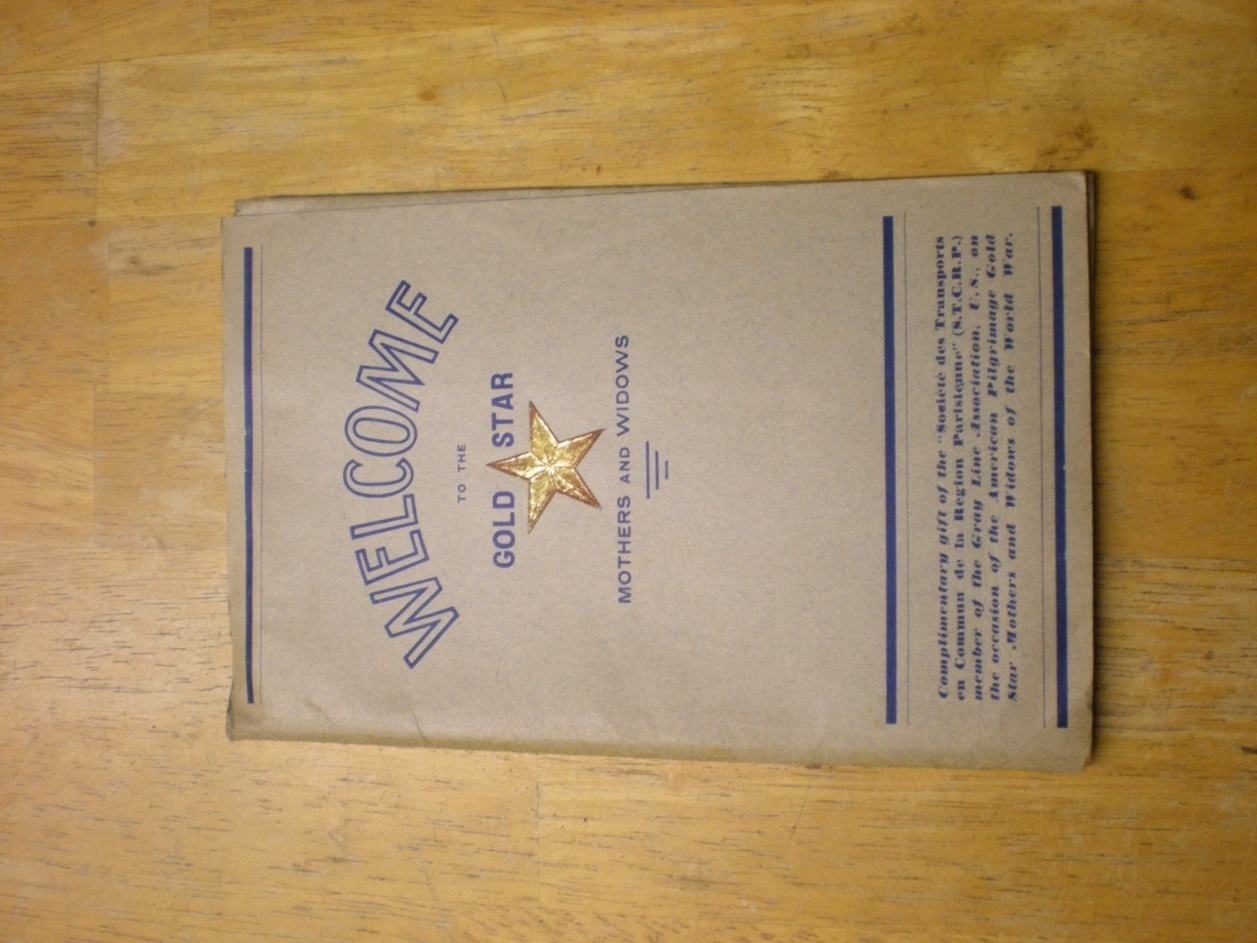 WELCOME
TO THE
GOLD STAR
MOTHERS AND WIDOWS
Complimentary gift of the "Société des Transports
en Commun de la Région Parisienne" (S.T.C.R.P.)
member of the Gray Line Association, U.S., on
the occasion of the American Pilgrimage Gold
Star Mothers and Widows of the World War.